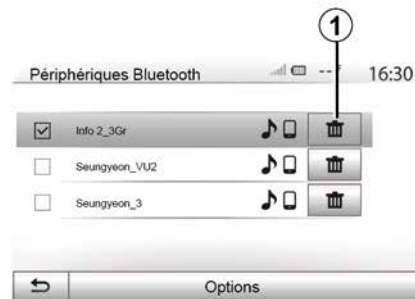 1
Périphériques Bluetooth -- ° 16:30
Info 2_3Gr
Seungyeon_VU2
Seungyeon_3
Options